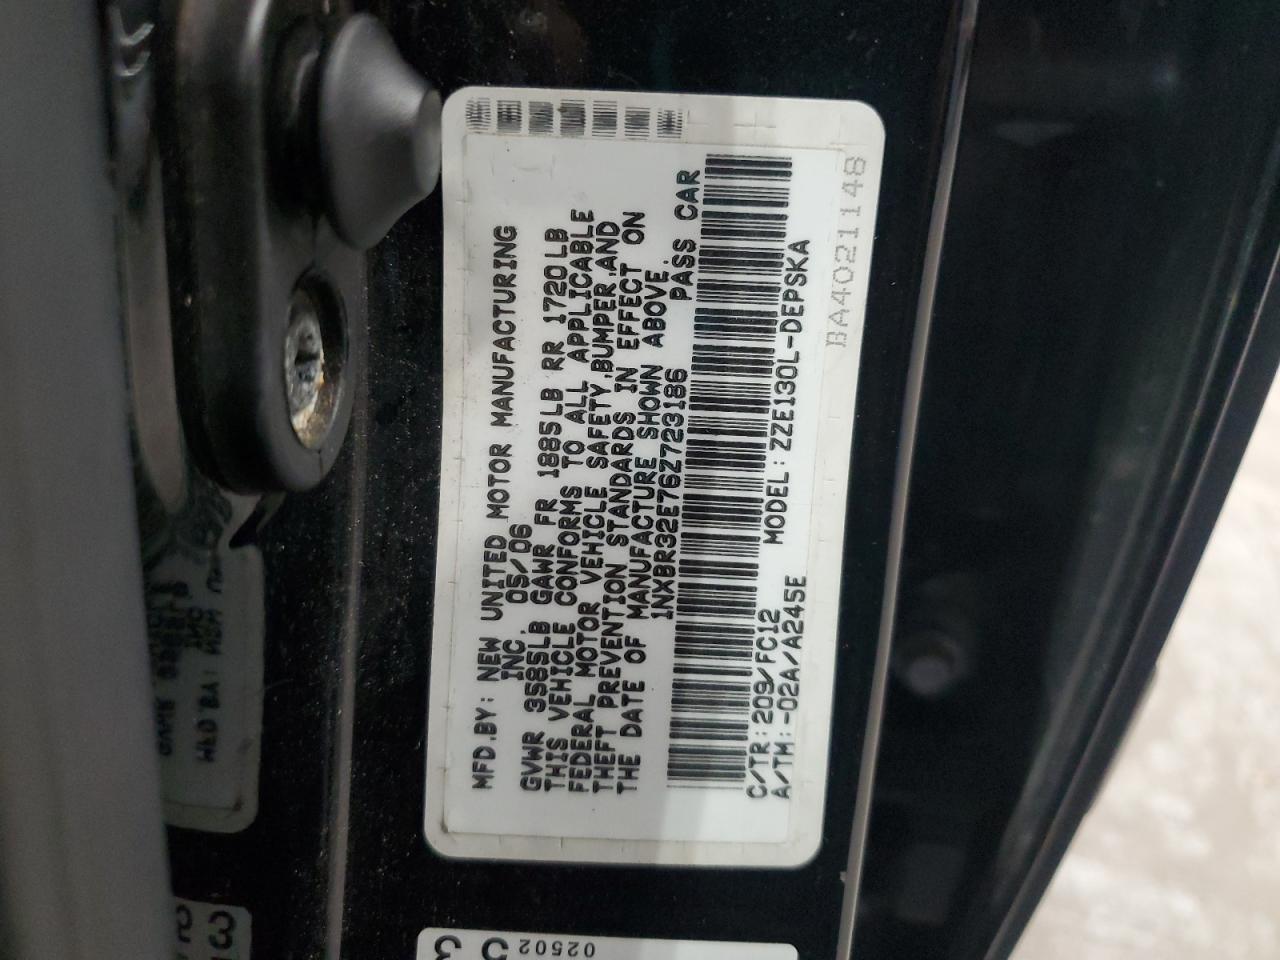 MFD.BY: NEW UNITED MOTOR MANUFACTURING
INC. 05/06
GVWR 3585LB GAWR FR 1885LB RR 1720LB
THIS VEHICLE CONFORMS TO ALL APPLICABLE
FEDERAL MOTOR VEHICLE SAFETY,BUMPER,AND
THEFT PREVENTION STANDARDS IN EFFECT ON
THE DATE OF MANUFACTURE SHOWN ABOVE.
1NXBR32E76Z723186 PASS CAR
C/TR:209/FC12 MODEL:ZZE130L-DEPSKA
A/TM:-02A/A245E
BA4021148
02502